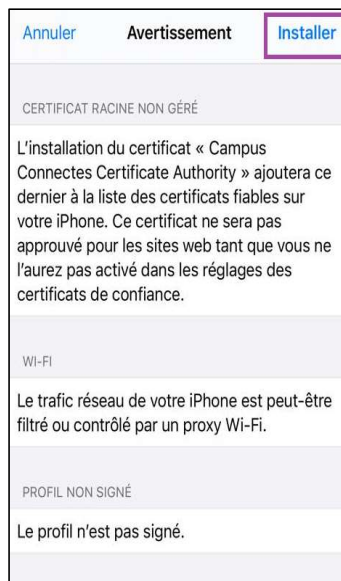 Annuler Avertissement Installer
CERTIFICAT RACINE NON GÉRÉ
L'installation du certificat « Campus
Connectes Certificate Authority » ajoutera ce
dernier à la liste des certificats fiables sur
votre iPhone. Ce certificat ne sera pas
approuvé pour les sites web tant que vous ne
l'aurez pas activé dans les réglages des
certificats de confiance.
WI-FI
Le trafic réseau de votre iPhone est peut-être
filtré ou contrôlé par un proxy Wi-Fi.
PROFIL NON SIGNÉ
Le profil n'est pas signé.